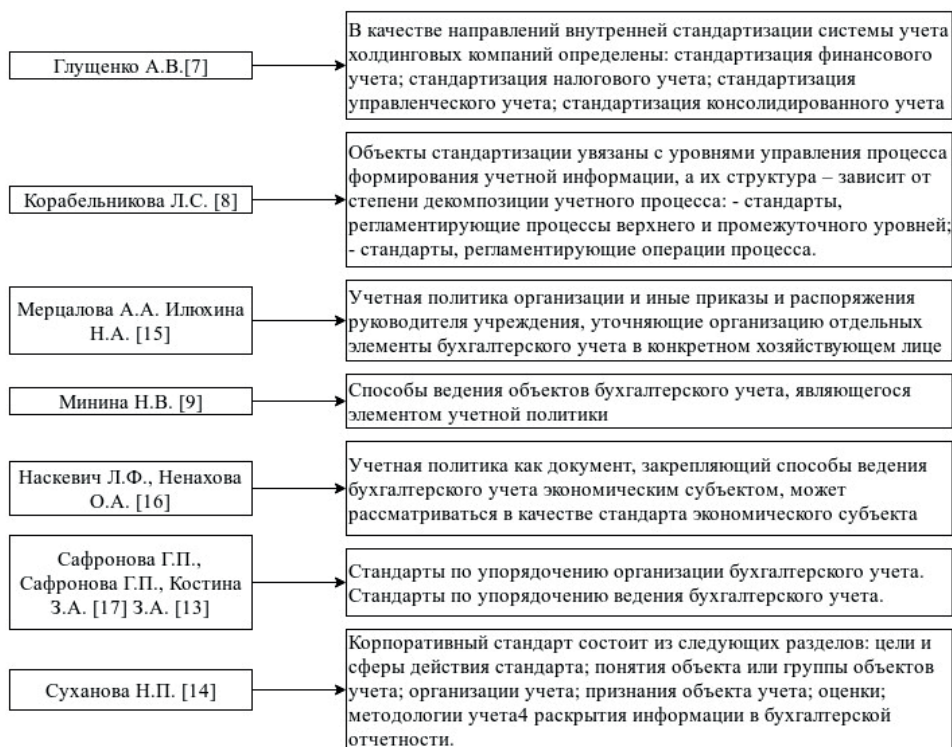 Глущенко А.В.[7]
В качестве направлений внутренней стандартизации системы учета
холдинговых компаний определены: стандартизация финансового
учета; стандартизация налогового учета; стандартизация
управленческого учета; стандартизация консолидированного учета
Корабельникова Л.С. [8]
Объекты стандартизации увязаны с уровнями управления процесса
формирования учетной информации, а их структура – зависит от
степени декомпозиции учетного процесса: - стандарты,
регламентирующие процессы верхнего и промежуточного уровней;
- стандарты, регламентирующие операции процесса.
Мерцалова А.А. Илюхина
Н.А. [15]
Учетная политика организации и иные приказы и распоряжения
руководителя учреждения, уточняющие организацию отдельных
элементы бухгалтерского учета в конкретном хозяйствующем лице
Минина Н.В. [9]
Способы ведения объектов бухгалтерского учета, являющегося
элементом учетной политики
Наскевич Л.Ф., Ненахова
О.А. [16]
Учетная политика как документ, закрепляющий способы ведения
бухгалтерского учета экономическим субъектом, может
рассматриваться в качестве стандарта экономического субъекта
Сафронова Г.П.,
Сафронова Г.П., Костина
З.А. [17] З.А. [13]
Стандарты по упорядочению организации бухгалтерского учета.
Стандарты по упорядочению ведения бухгалтерского учета.
Суханова Н.П. [14]
Корпоративный стандарт состоит из следующих разделов: цели и
сферы действия стандарта; понятия объекта или группы объектов
учета; организации учета; признания объекта учета; оценки;
методологии учета4 раскрытия информации в бухгалтерской
отчетности.